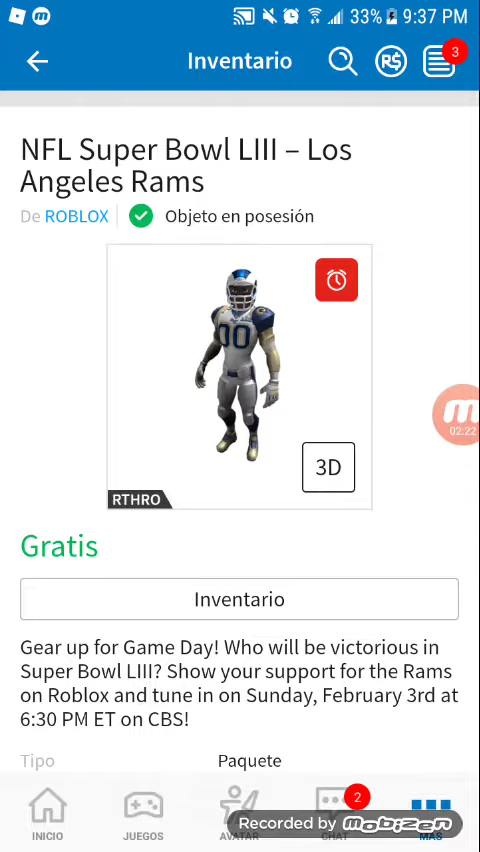 33% 9:37 PM
Inventario
R$
3
NFL Super Bowl LIII – Los
Angeles Rams
De ROBLOX Objeto en posesión
00
02:22
3D
RTHRO
Gratis
Inventario
Gear up for Game Day! Who will be victorious in
Super Bowl LIII? Show your support for the Rams
on Roblox and tune in on Sunday, February 3rd at
6:30 PM ET on CBS!
Tipo Paquete
2
INICIO JUEGOS AVATAR CHAT MÁS
Recorded by mobizen